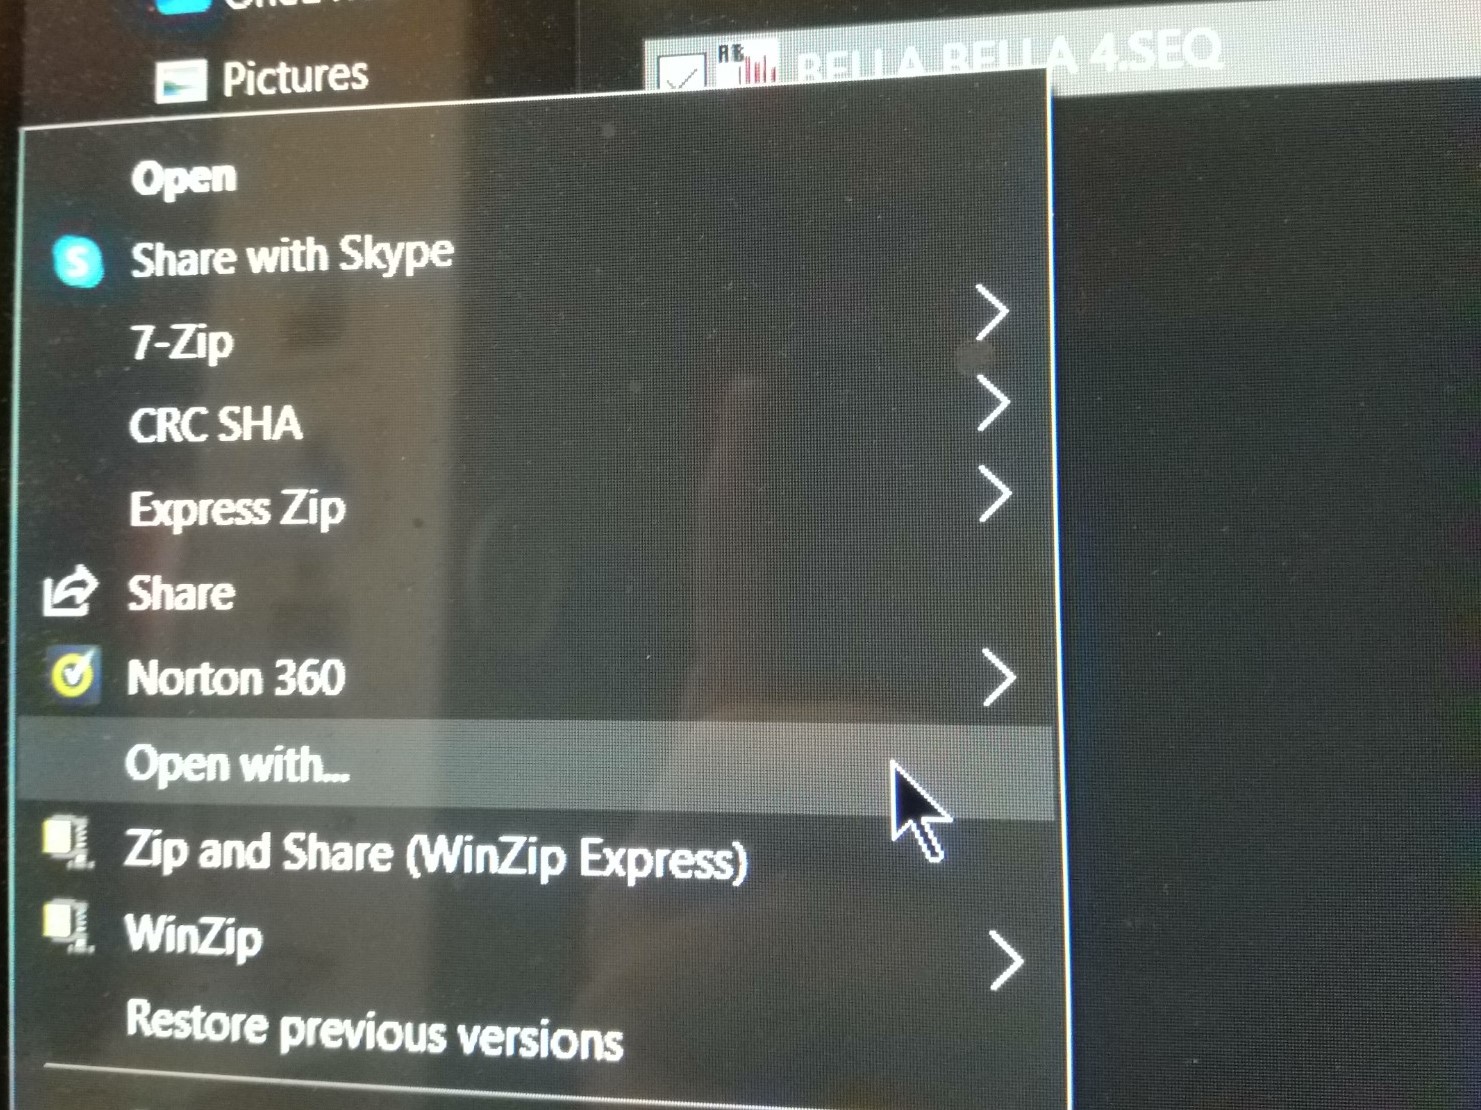 Pictures
BELLA BELLA 4.SEQ
Open
Share with Skype
7-Zip
CRC SHA
Express Zip
Share
Norton 360
Open with...
Zip and Share (WinZip Express)
WinZip
Restore previous versions